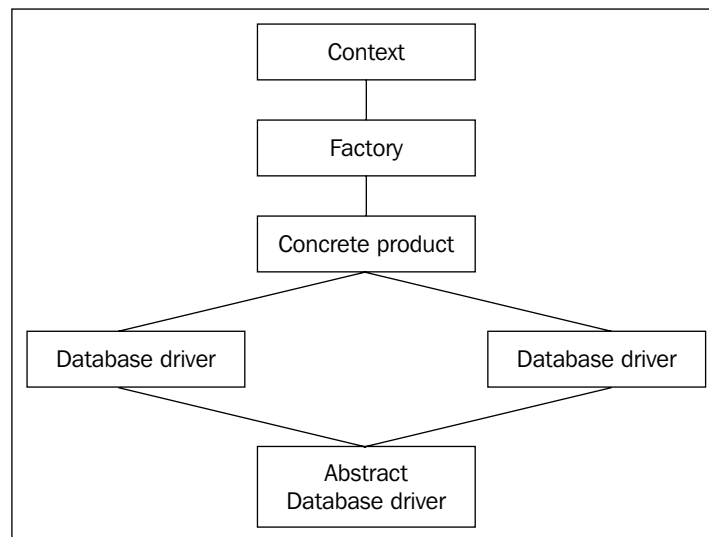 Context
Factory
Concrete product
Database driver
Database driver
Abstract
Database driver